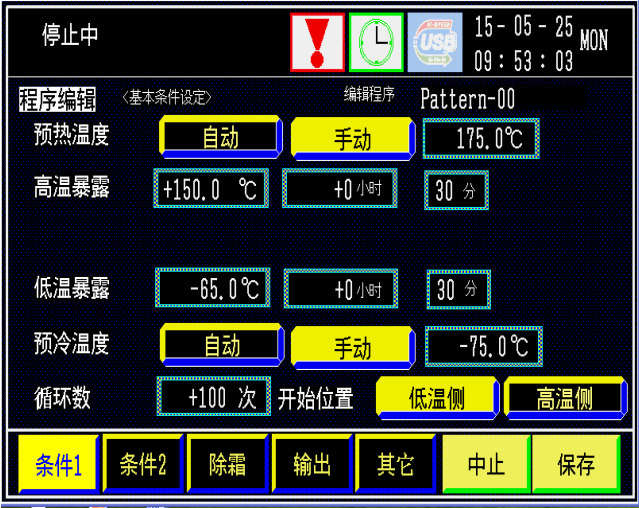 停止中 USB 15-05-25 MON
09:53:03
程序编辑 〈基本条件设定〉 编辑程序 Pattern-00
预热温度 自动 手动 175.0℃
高温暴露 +150.0 ℃ +0 小时 30 分
低温暴露 -65.0℃ +0 小时 30 分
预冷温度 自动 手动 -75.0℃
循环数 +100 次 开始位置 低温侧 高温侧
条件1 条件2 除霜 输出 其它 中止 保存